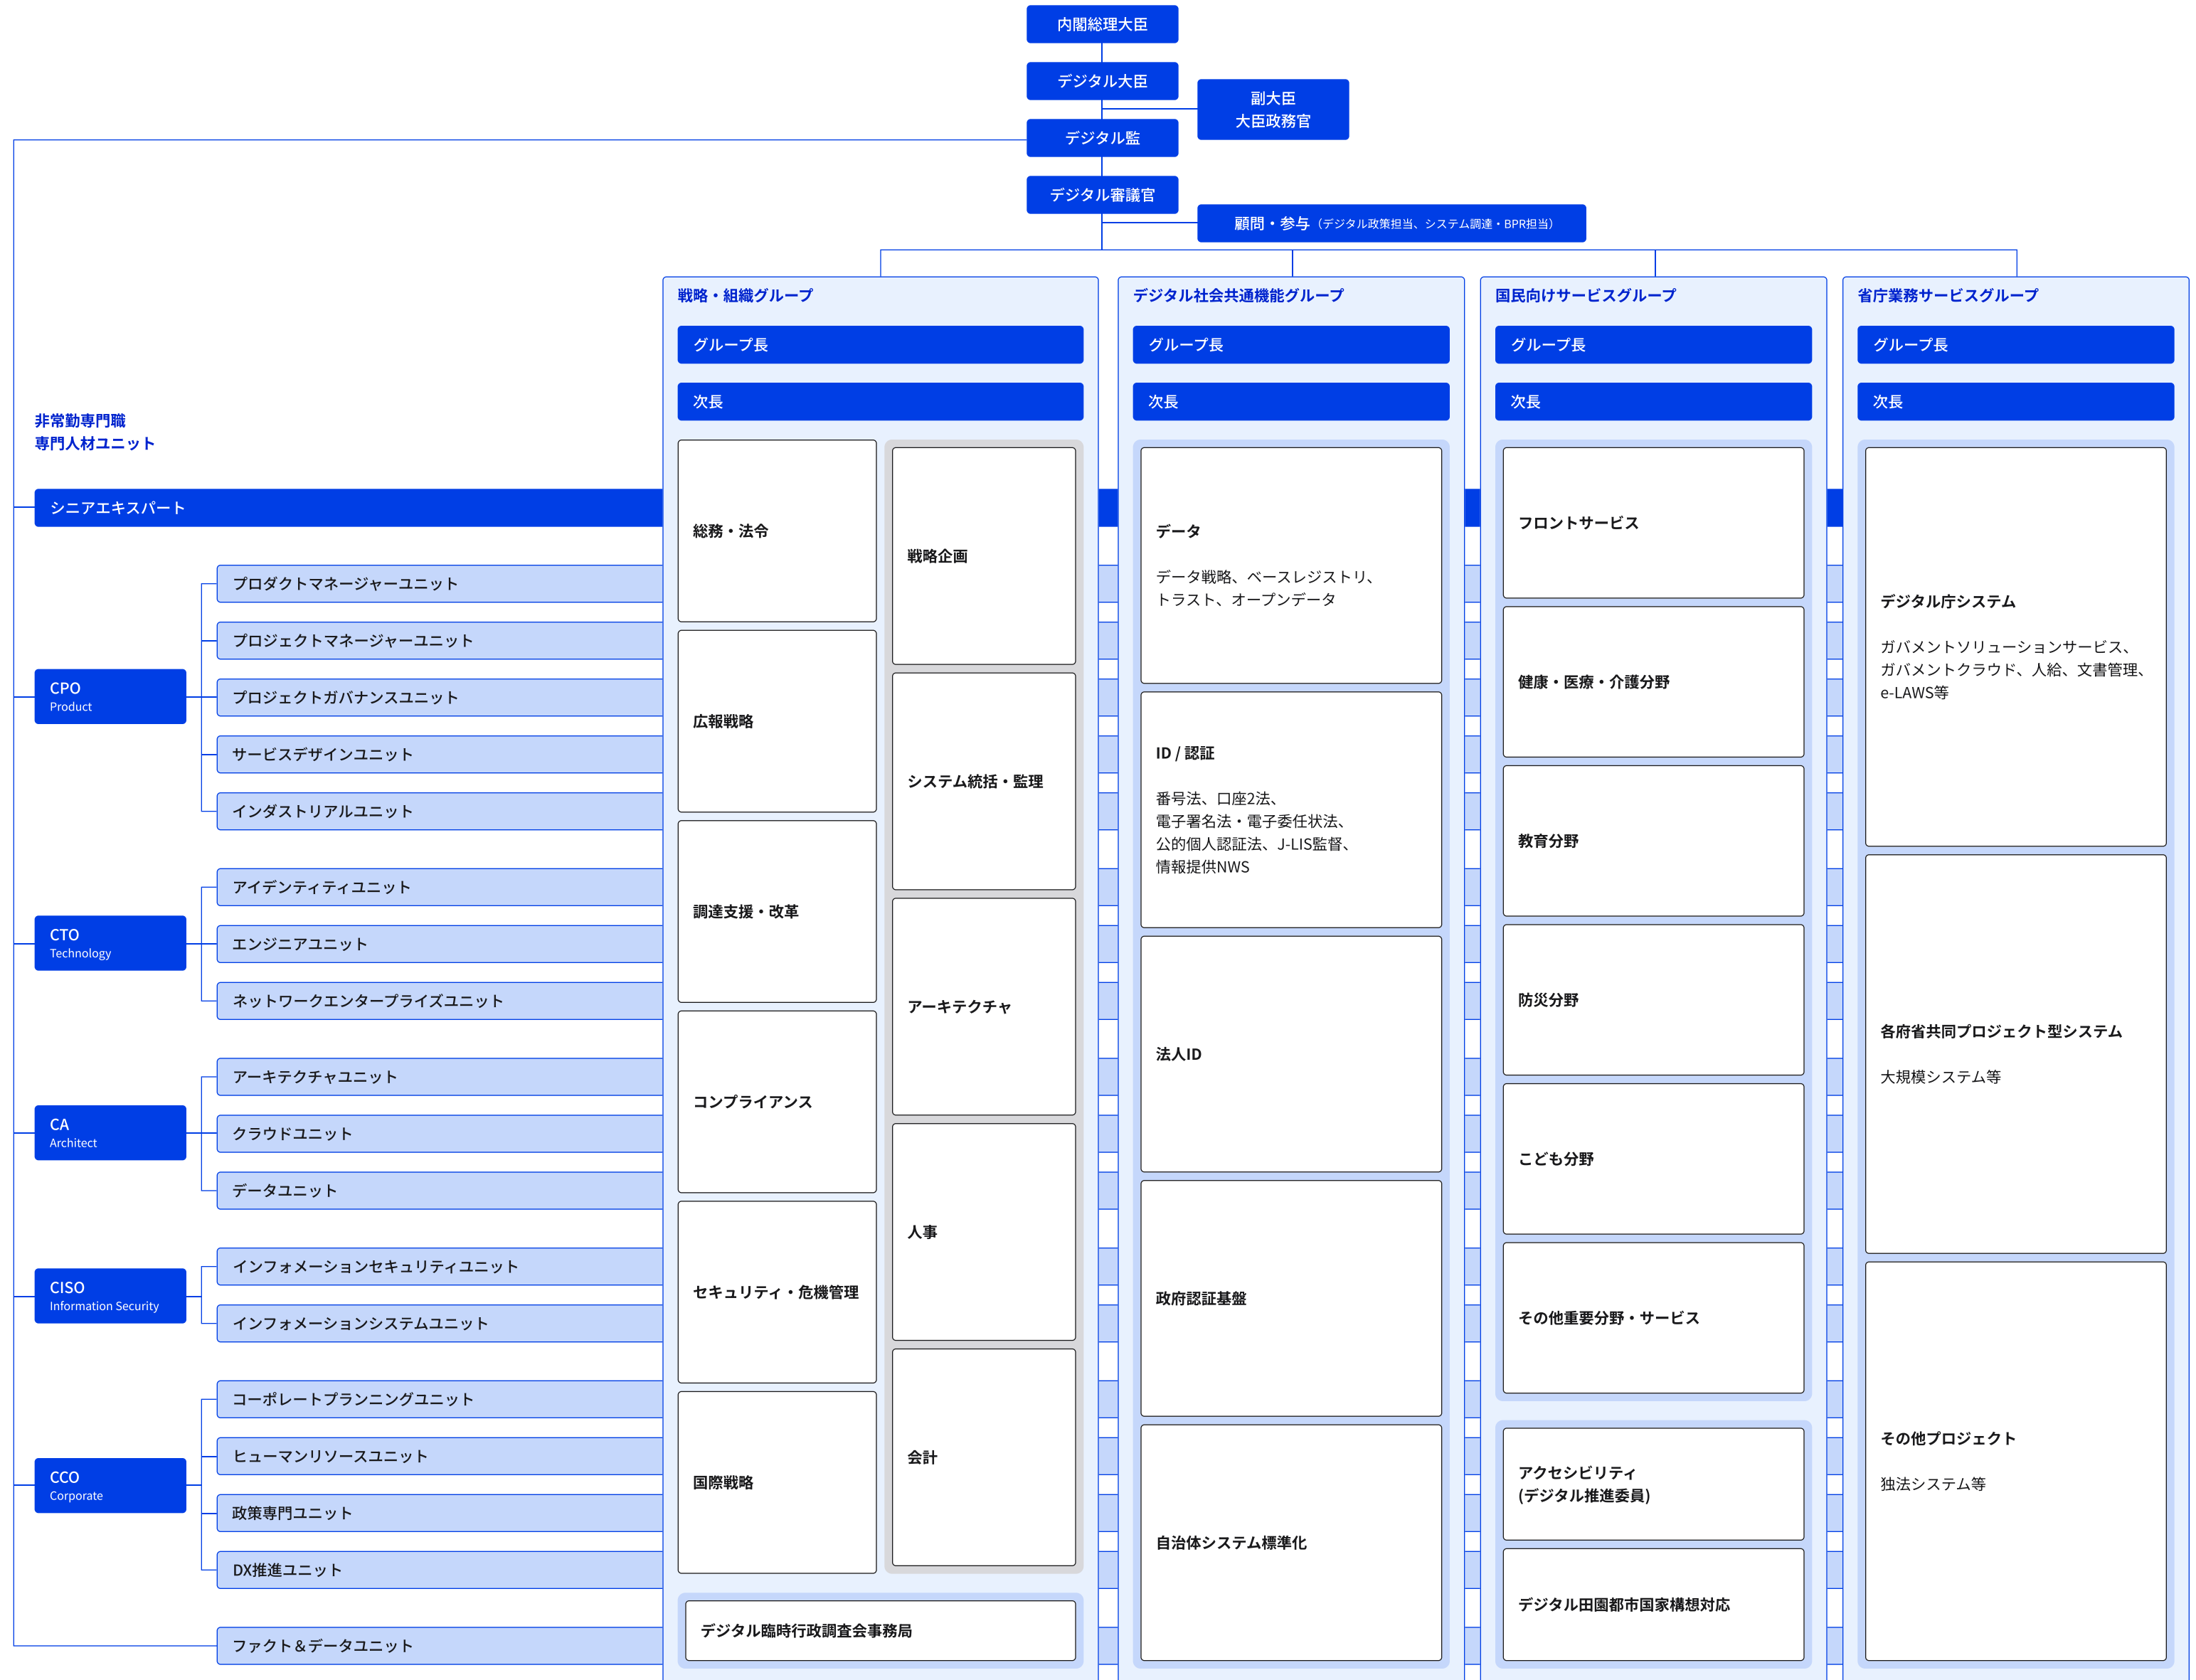 内閣総理大臣
デジタル大臣
副大臣
大臣政務官
デジタル監
デジタル審議官
顧問・参与（デジタル政策担当、システム調達・BPR担当）
非常勤専門職
専門人材ユニット
シニアエキスパート
CPO
Product
プロダクトマネージャーユニット
プロジェクトマネージャーユニット
プロジェクトガバナンスユニット
サービスデザインユニット
インダストリアルユニット
CTO
Technology
アイデンティティユニット
エンジニアユニット
ネットワークエンタープライズユニット
CA
Architect
アーキテクチャユニット
クラウドユニット
データユニット
CISO
Information Security
インフォメーションセキュリティユニット
インフォメーションシステムユニット
CCO
Corporate
コーポレートプランニングユニット
ヒューマンリソースユニット
政策専門ユニット
DX推進ユニット
ファクト＆データユニット
戦略・組織グループ
グループ長
次長
総務・法令
広報戦略
調達支援・改革
コンプライアンス
セキュリティ・危機管理
国際戦略
戦略企画
システム統括・監理
アーキテクチャ
人事
会計
デジタル臨時行政調査会事務局
デジタル社会共通機能グループ
グループ長
次長
データ
データ戦略、ベースレジストリ、
トラスト、オープンデータ
ID / 認証
番号法、口座2法、
電子署名法・電子委任状法、
公的個人認証法、J-LIS監督、
情報提供NWS
法人ID
政府認証基盤
自治体システム標準化
国民向けサービスグループ
グループ長
次長
フロントサービス
健康・医療・介護分野
教育分野
防災分野
こども分野
その他重要分野・サービス
アクセシビリティ
(デジタル推進委員)
デジタル田園都市国家構想対応
省庁業務サービスグループ
グループ長
次長
デジタル庁システム
ガバメントソリューションサービス、
ガバメントクラウド、人給、文書管理、
e-LAWS等
各府省共同プロジェクト型システム
大規模システム等
その他プロジェクト
独法システム等